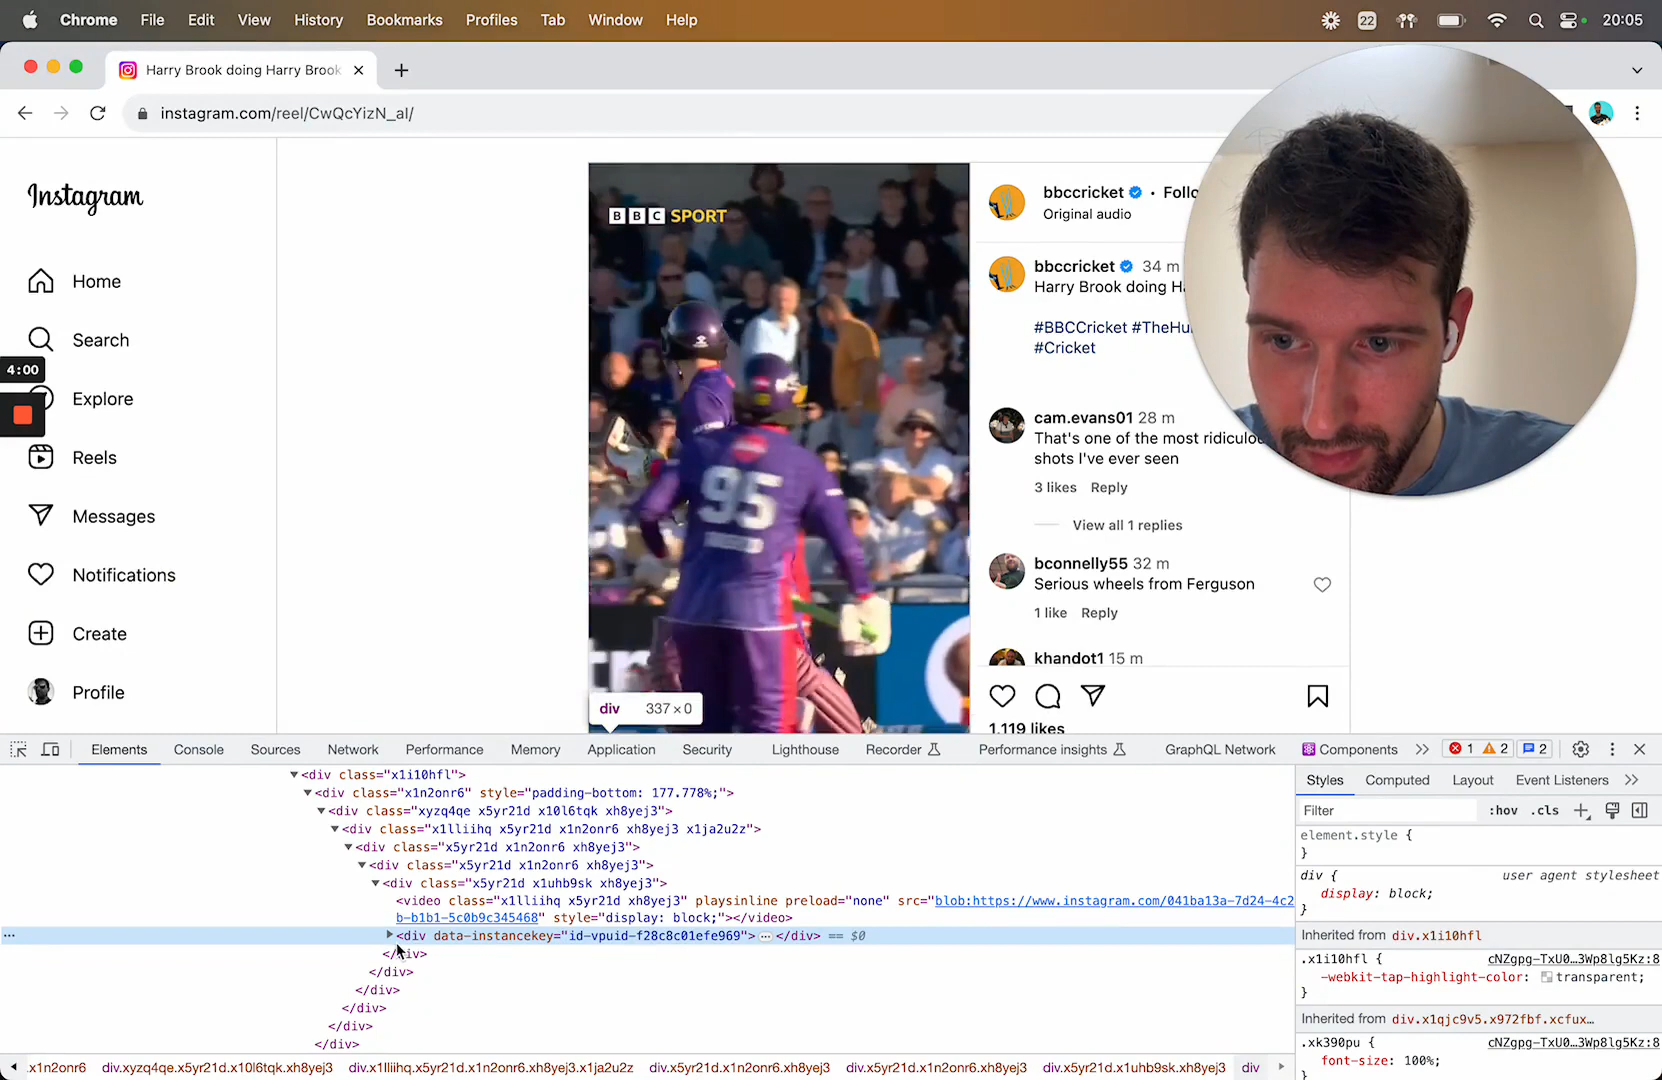 Chrome File Edit View History Bookmarks Profiles Tab Window Help 22 20:05
Harry Brook doing Harry Brook
instagram.com/reel/CwQcYizN_aI/
Instagram
Home
Search
4:00
Explore
Reels
Messages
Notifications
Create
Profile
BBC SPORT
95
div 337×0
bbccricket • Follo
Original audio
bbccricket 34 m
Harry Brook doing Ha
#BBCCricket #TheHu
#Cricket
cam.evans01 28 m
That's one of the most ridiculo
shots I've ever seen
3 likes Reply
View all 1 replies
bconnelly55 32 m
Serious wheels from Ferguson
1 like Reply
khandot1 15 m
1,119 likes
Elements Console Sources Network Performance Memory Application Security Lighthouse Recorder Performance insights GraphQL Network Components 1 2 2
<div class="x1i10hfl">
<div class="x1n2onr6" style="padding-bottom: 177.778%;">
<div class="xyzq4qe x5yr21d x10l6tqk xh8yej3">
<div class="x1lliihq x5yr21d x1n2onr6 xh8yej3 x1ja2u2z">
<div class="x5yr21d x1n2onr6 xh8yej3">
<div class="x5yr21d x1n2onr6 xh8yej3">
<div class="x5yr21d x1uhb9sk xh8yej3">
<video class="x1lliihq x5yr21d xh8yej3" playsinline preload="none" src="blob:https://www.instagram.com/041ba13a-7d24-4c2
b-b1b1-5c0b9c345468" style="display: block;"></video>
<div data-instancekey="id-vpuid-f28c8c01efe969">…</div> == $0
</div>
</div>
</div>
</div>
</div>
</div>
.x1n2onr6 div.xyzq4qe.x5yr21d.x10l6tqk.xh8yej3 div.x1lliihq.x5yr21d.x1n2onr6.xh8yej3.x1ja2u2z div.x5yr21d.x1n2onr6.xh8yej3 div.x5yr21d.x1n2onr6.xh8yej3 div.x5yr21d.x1uhb9sk.xh8yej3 div
Styles Computed Layout Event Listeners
Filter :hov .cls
element.style {
}
div { user agent stylesheet
display: block;
}
Inherited from div.x1i10hfl
.x1i10hfl { cNZgpg-TxU0…3Wp8lg5Kz:8
-webkit-tap-highlight-color: transparent;
}
Inherited from div.x1qjc9v5.x972fbf.xcfux…
.xk390pu { cNZgpg-TxU0…3Wp8lg5Kz:8
font-size: 100%;